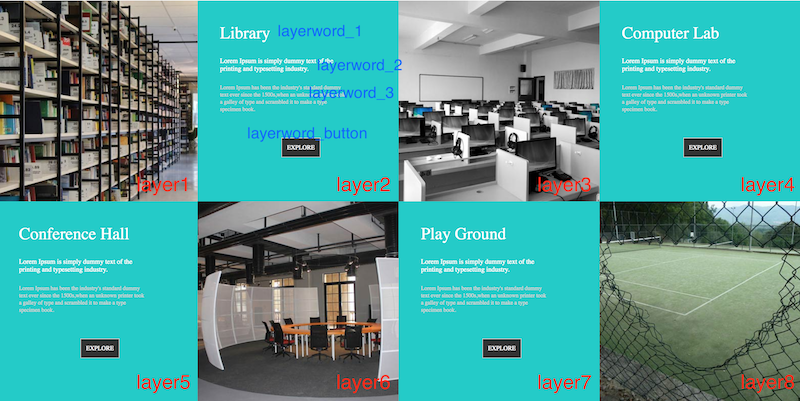 Library layerword_1
Lorem Ipsum is simply dummy text of the
layerword_2
printing and typesetting industry.
Lorem Ipsum has been the industry's standard dummy
layerword_3
text ever since the 1500s,when an unknown printer took
a galley of type and scrambled it to make a type
specimen book.
layerword_button
EXPLORE
Computer Lab
Lorem Ipsum is simply dummy text of the
printing and typesetting industry.
Lorem Ipsum has been the industry's standard dummy
text ever since the 1500s,when an unknown printer took
a galley of type and scrambled it to make a type
specimen book.
EXPLORE
layer1
layer2
layer3
layer4
Conference Hall
Lorem Ipsum is simply dummy text of the
printing and typesetting industry.
Lorem Ipsum has been the industry's standard dummy
text ever since the 1500s,when an unknown printer took
a galley of type and scrambled it to make a type
specimen book.
EXPLORE
Play Ground
Lorem Ipsum is simply dummy text of the
printing and typesetting industry.
Lorem Ipsum has been the industry's standard dummy
text ever since the 1500s,when an unknown printer took
a galley of type and scrambled it to make a type
specimen book.
EXPLORE
layer5
layer6
layer7
layer8